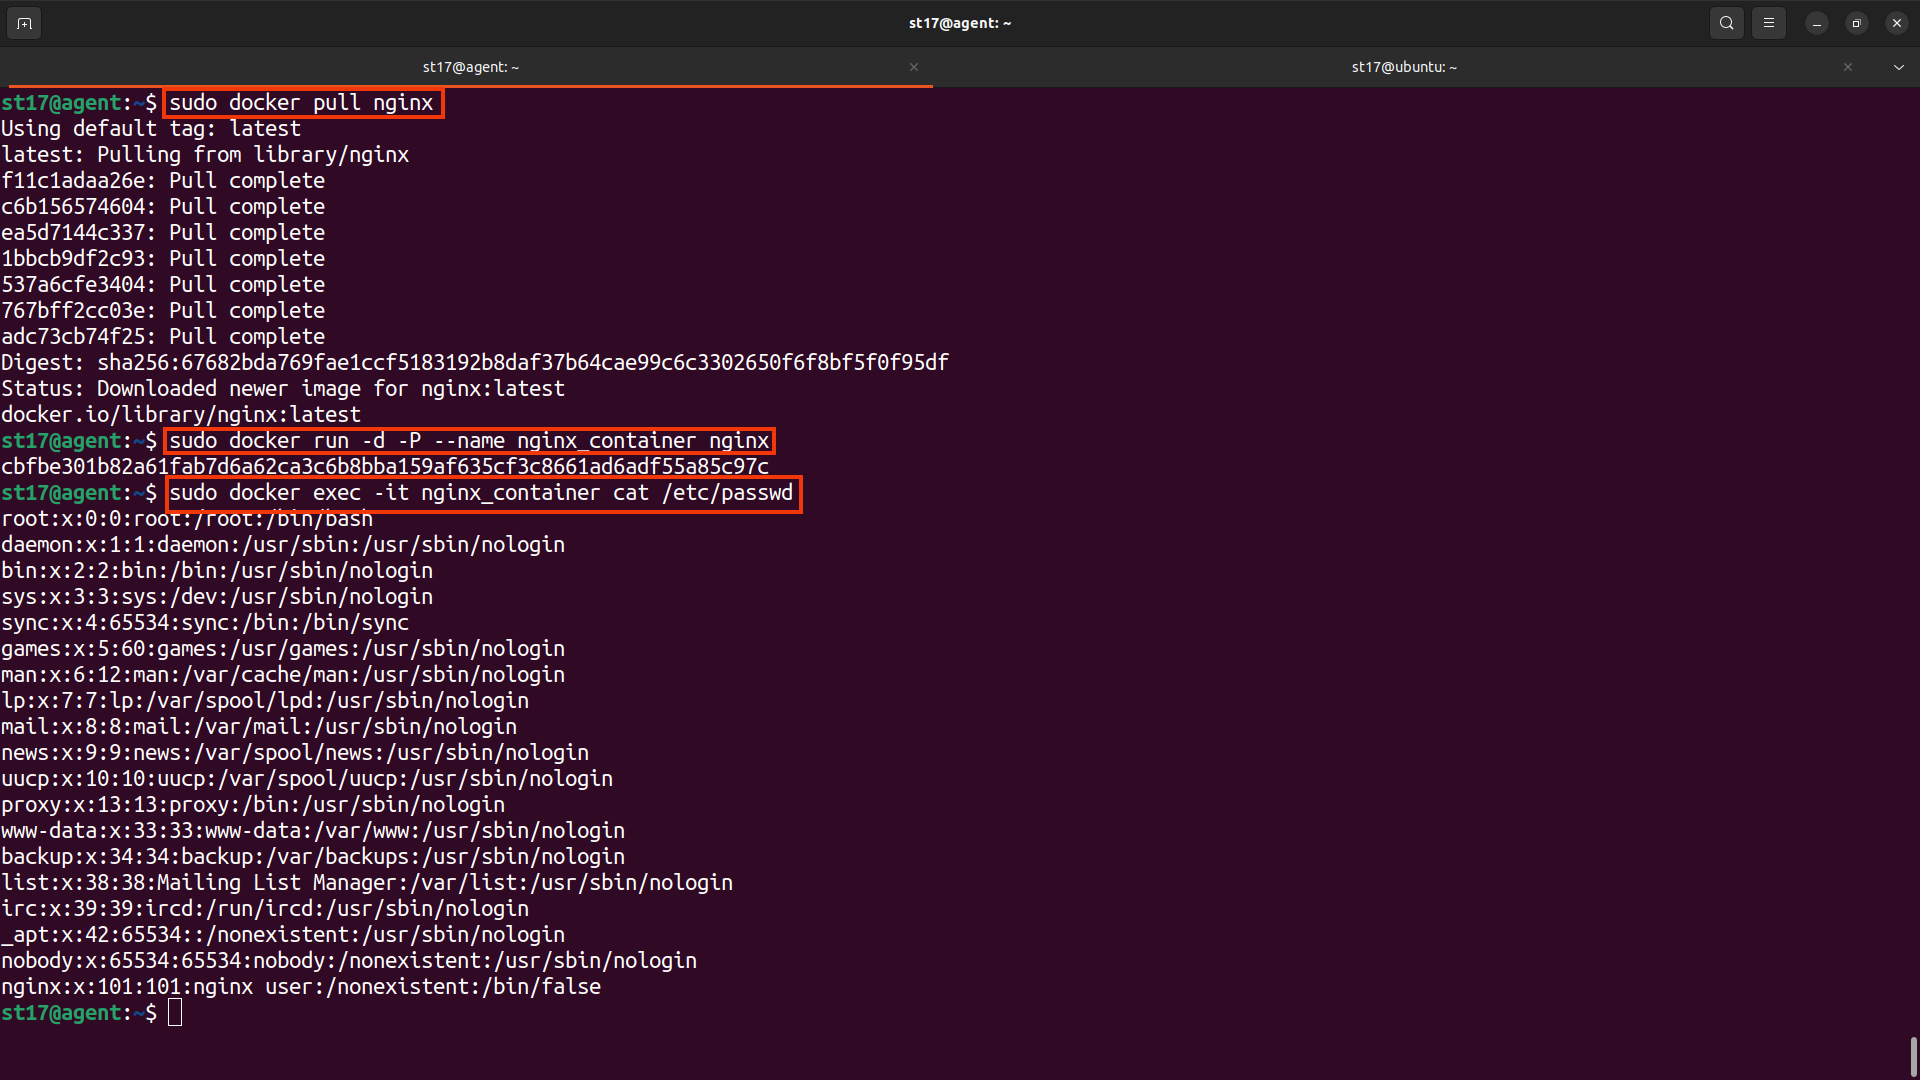 st17@agent: ~
st17@agent: ~
st17@ubuntu: ~
st17@agent:~$ sudo docker pull nginx
Using default tag: latest
latest: Pulling from library/nginx
f11c1adaa26e: Pull complete
c6b156574604: Pull complete
ea5d7144c337: Pull complete
1bbcb9df2c93: Pull complete
537a6cfe3404: Pull complete
767bff2cc03e: Pull complete
adc73cb74f25: Pull complete
Digest: sha256:67682bda769fae1ccf5183192b8daf37b64cae99c6c3302650f6f8bf5f0f95df
Status: Downloaded newer image for nginx:latest
docker.io/library/nginx:latest
st17@agent:~$ sudo docker run -d -P --name nginx_container nginx
cbfbe301b82a61fab7d6a62ca3c6b8bba159af635cf3c8661ad6adf55a85c97c
st17@agent:~$ sudo docker exec -it nginx_container cat /etc/passwd
root:x:0:0:root:/root:/bin/bash
daemon:x:1:1:daemon:/usr/sbin:/usr/sbin/nologin
bin:x:2:2:bin:/bin:/usr/sbin/nologin
sys:x:3:3:sys:/dev:/usr/sbin/nologin
sync:x:4:65534:sync:/bin:/bin/sync
games:x:5:60:games:/usr/games:/usr/sbin/nologin
man:x:6:12:man:/var/cache/man:/usr/sbin/nologin
lp:x:7:7:lp:/var/spool/lpd:/usr/sbin/nologin
mail:x:8:8:mail:/var/mail:/usr/sbin/nologin
news:x:9:9:news:/var/spool/news:/usr/sbin/nologin
uucp:x:10:10:uucp:/var/spool/uucp:/usr/sbin/nologin
proxy:x:13:13:proxy:/bin:/usr/sbin/nologin
www-data:x:33:33:www-data:/var/www:/usr/sbin/nologin
backup:x:34:34:backup:/var/backups:/usr/sbin/nologin
list:x:38:38:Mailing List Manager:/var/list:/usr/sbin/nologin
irc:x:39:39:ircd:/run/ircd:/usr/sbin/nologin
_apt:x:42:65534::/nonexistent:/usr/sbin/nologin
nobody:x:65534:65534:nobody:/nonexistent:/usr/sbin/nologin
nginx:x:101:101:nginx user:/nonexistent:/bin/false
st17@agent:~$